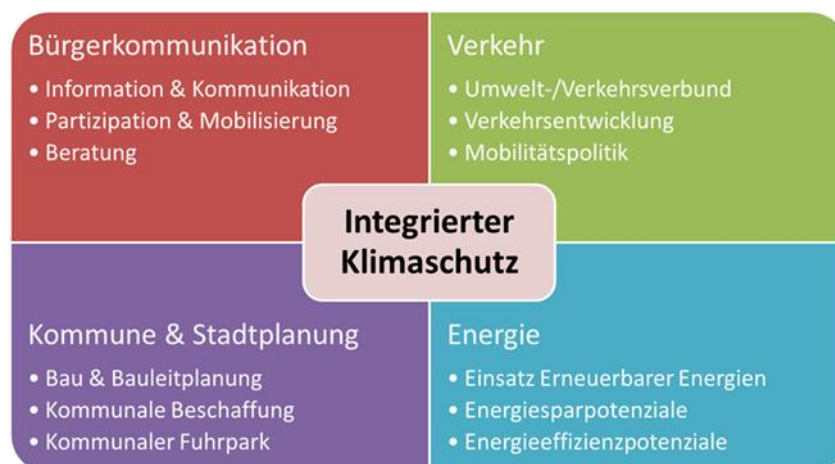 Bürgerkommunikation
• Information & Kommunikation
• Partizipation & Mobilisierung
• Beratung
Verkehr
• Umwelt-/Verkehrsverbund
• Verkehrsentwicklung
• Mobilitätspolitik
Integrierter
Klimaschutz
Kommune & Stadtplanung
• Bau & Bauleitplanung
• Kommunale Beschaffung
• Kommunaler Fuhrpark
Energie
• Einsatz Erneuerbarer Energien
• Energiesparpotenziale
• Energieeffizienzpotenziale